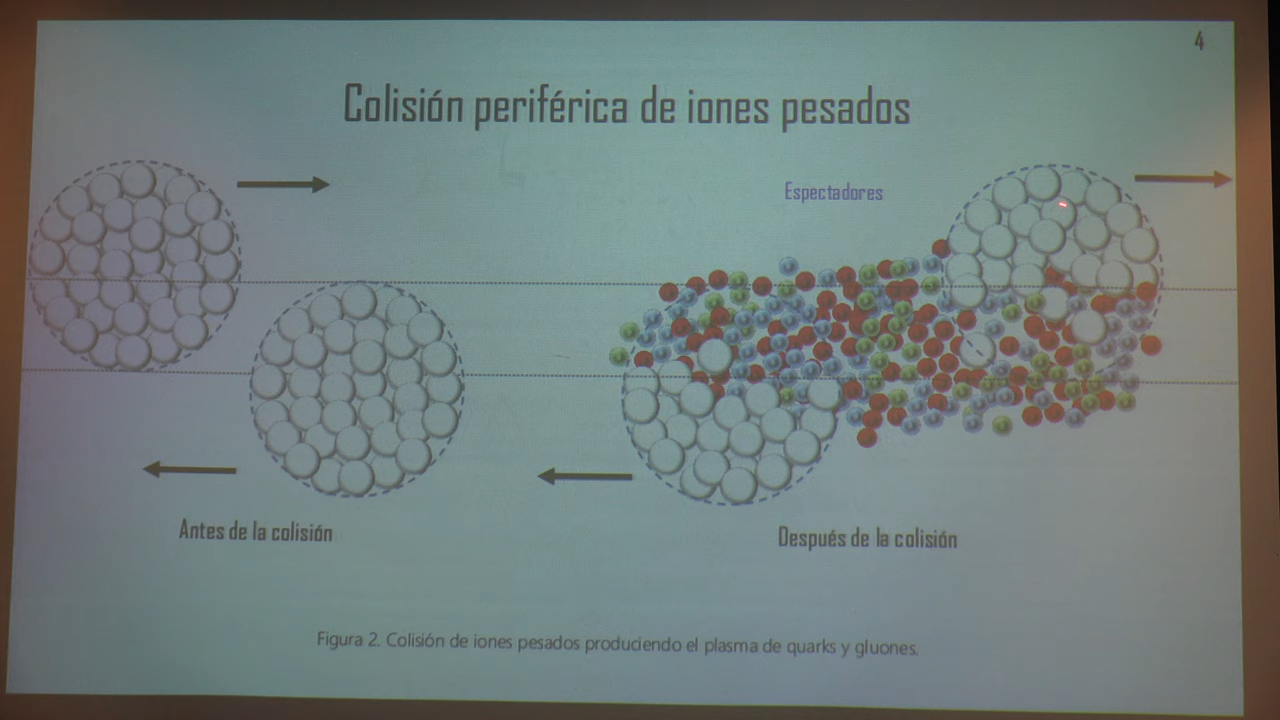 4
Colisión periférica de iones pesados
Espectadores
Antes de la colisión
Después de la colisión
Figura 2. Colisión de iones pesados produciendo el plasma de quarks y gluones.